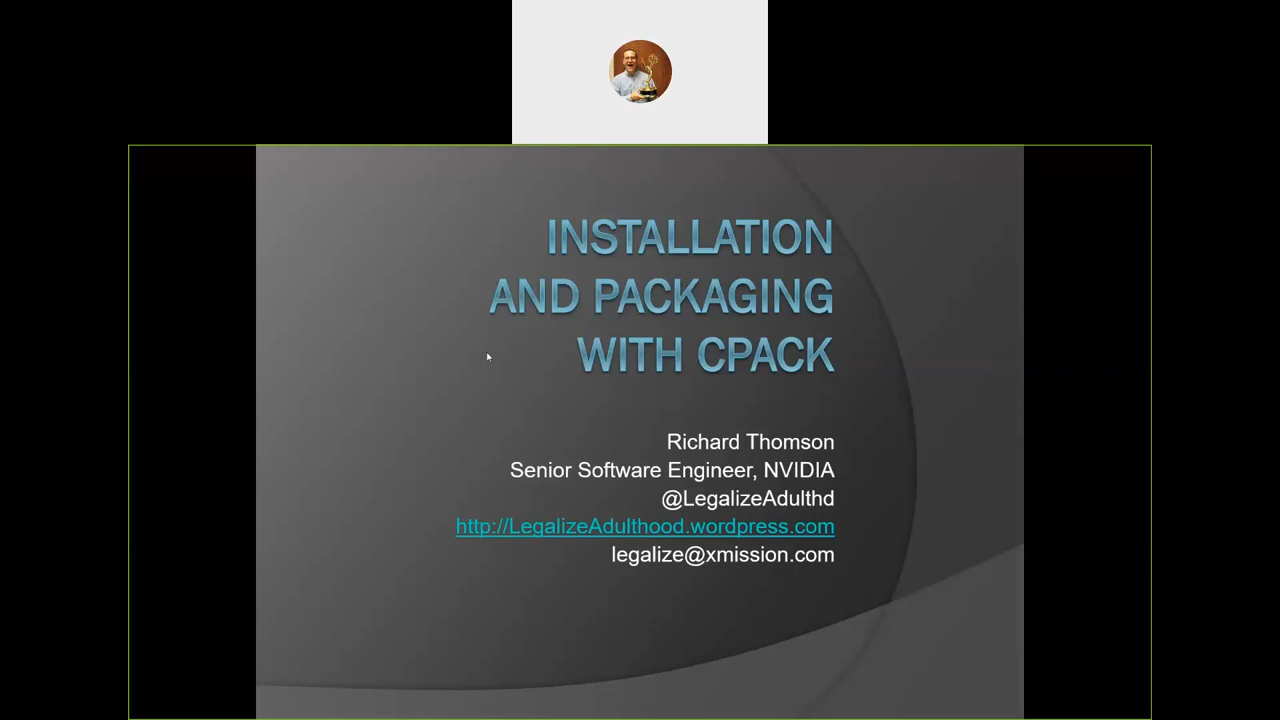 INSTALLATION
AND PACKAGING
WITH CPACK
Richard Thomson
Senior Software Engineer, NVIDIA
@LegalizeAdulthd
http://LegalizeAdulthood.wordpress.com
legalize@xmission.com